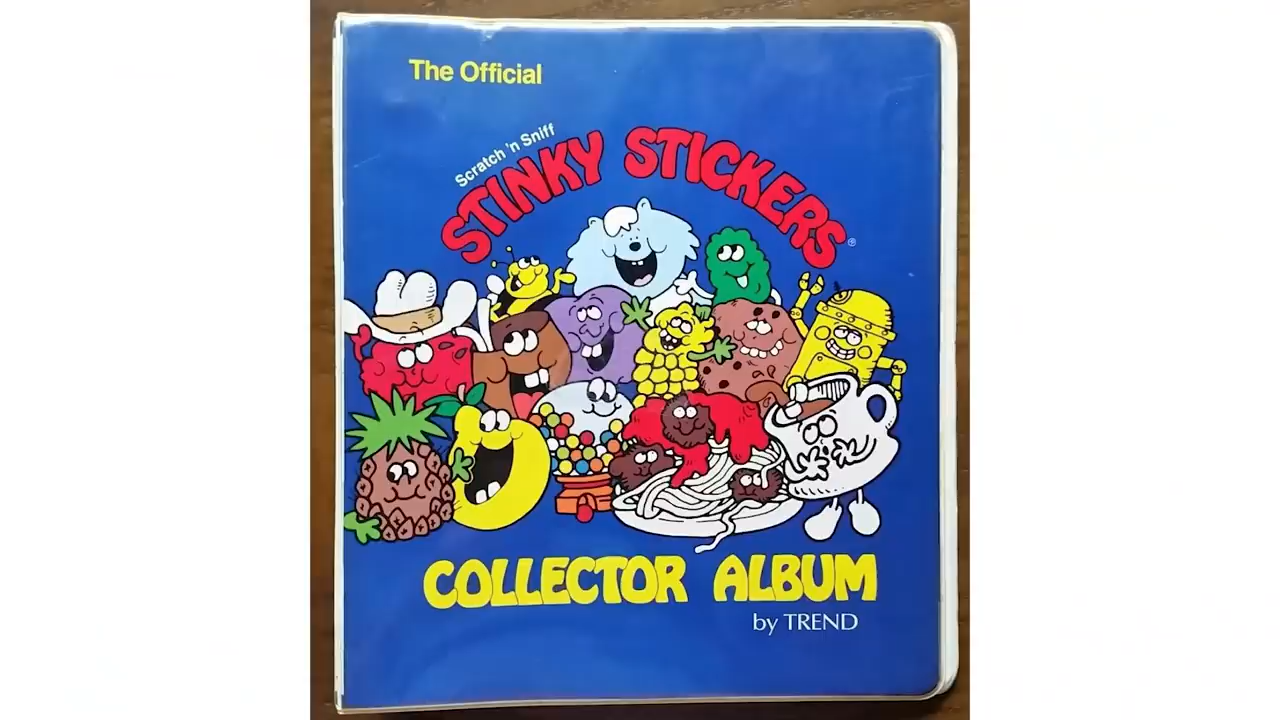 The Official
Scratch 'n Sniff
STINKY STICKERS®
COLLECTOR ALBUM
by TREND